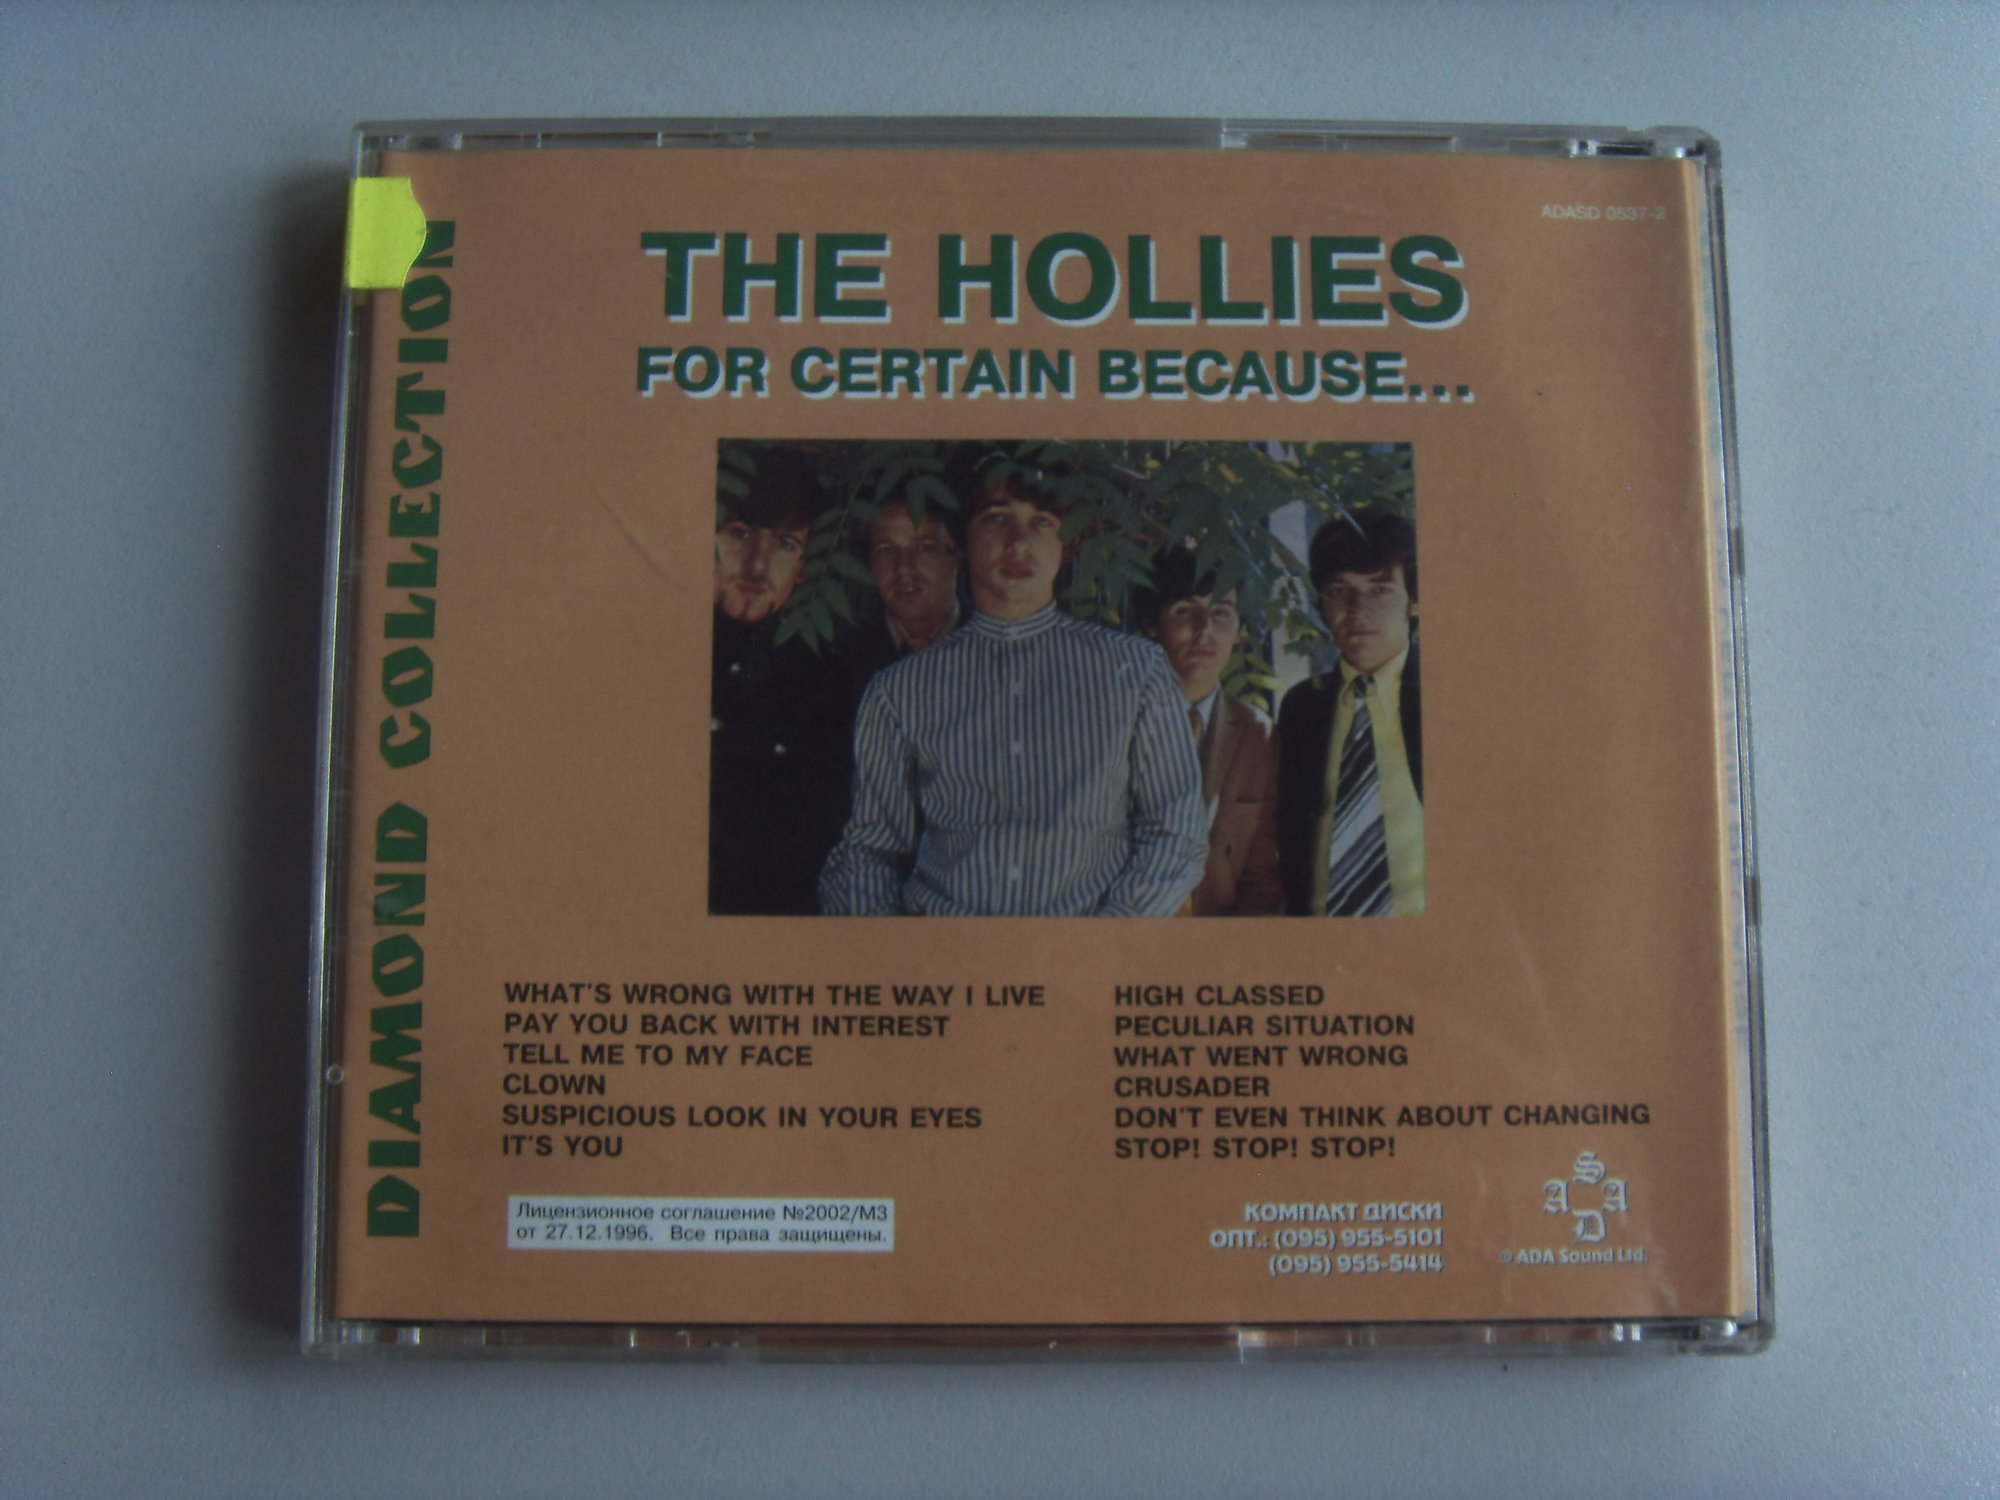 ADASD 0537-2
THE HOLLIES
FOR CERTAIN BECAUSE...
DIAMOND COLLECTION
WHAT'S WRONG WITH THE WAY I LIVE
PAY YOU BACK WITH INTEREST
TELL ME TO MY FACE
CLOWN
SUSPICIOUS LOOK IN YOUR EYES
IT'S YOU
HIGH CLASSED
PECULIAR SITUATION
WHAT WENT WRONG
CRUSADER
DON'T EVEN THINK ABOUT CHANGING
STOP! STOP! STOP!
Лицензионное соглашение №2002/МЗ
от 27.12.1996. Все права защищены.
КОМПАКТ ДИСКИ
ОПТ.: (095) 955-5101
(095) 955-5414
S
A A
D
© ADA Sound Ltd.